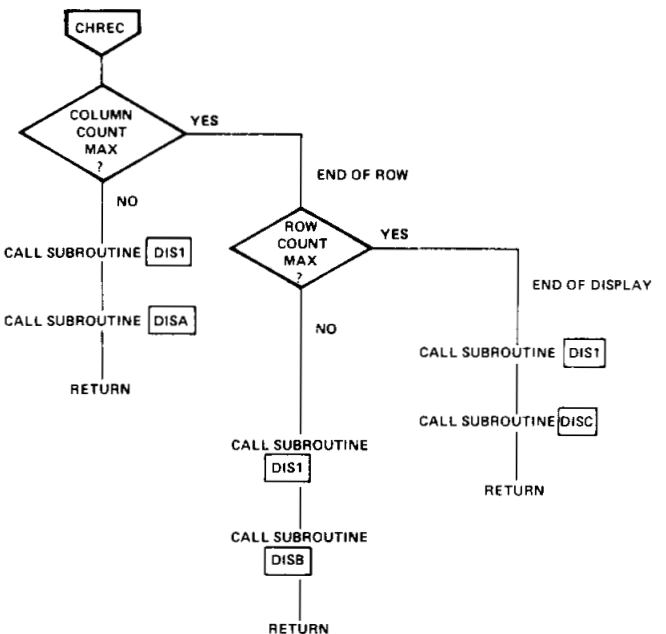 CHREC
COLUMN
COUNT
MAX
?
YES
NO
END OF ROW
CALL SUBROUTINE DIS1
CALL SUBROUTINE DISA
RETURN
ROW
COUNT
MAX
?
YES
NO
END OF DISPLAY
CALL SUBROUTINE
DIS1
CALL SUBROUTINE
DISB
RETURN
CALL SUBROUTINE DIS1
CALL SUBROUTINE DISC
RETURN